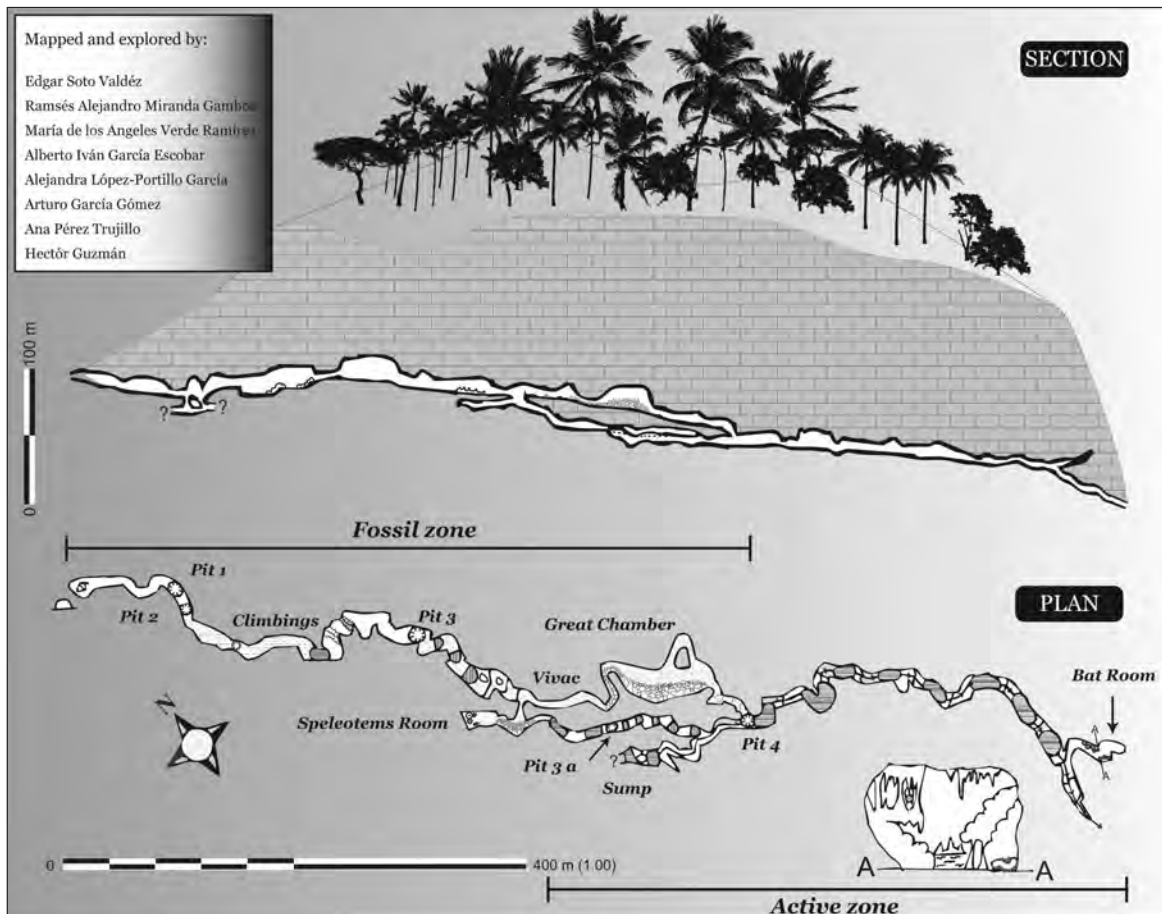 Mapped and explored by:
Edgar Soto Valdéz
Ramsés Alejandro Miranda Gamboa
María de los Angeles Verde Ramírez
Alberto Iván García Escobar
Alejandra López-Portillo García
Arturo García Gómez
Ana Pérez Trujillo
Hectór Guzmán
SECTION
100 m
0
? ?
Fossil zone
PLAN
Pit 1
Pit 2
Climbings
Pit 3
Great Chamber
Vivac
Bat Room
Speleotems Room
N
A
A
Pit 3 a
?
Pit 4
Sump
0
400 m (1.00)
A A
Active zone